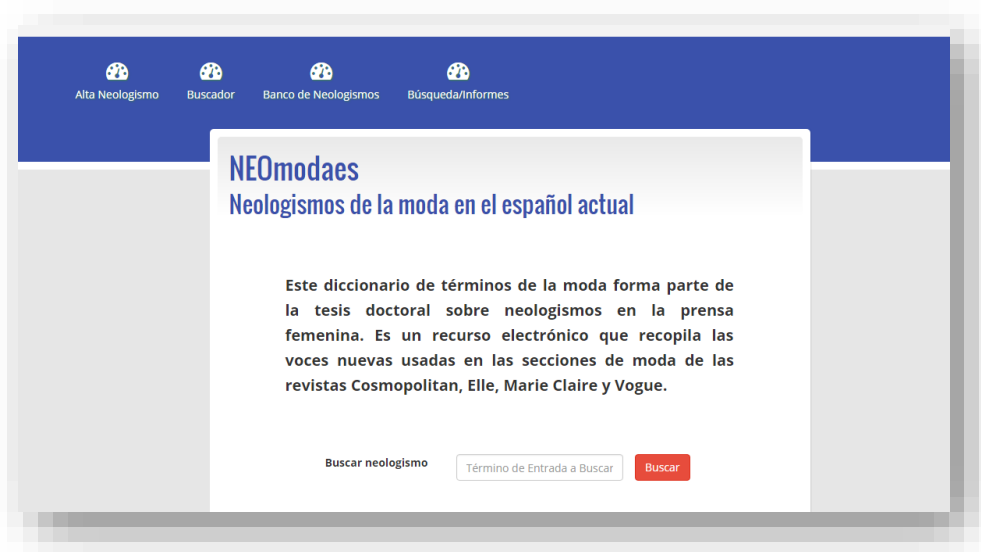 Alta Neologismo Buscador Banco de Neologismos Búsqueda/Informes
NEOmodaes
Neologismos de la moda en el español actual
Este diccionario de términos de la moda forma parte de
la tesis doctoral sobre neologismos en la prensa
femenina. Es un recurso electrónico que recopila las
voces nuevas usadas en las secciones de moda de las
revistas Cosmopolitan, Elle, Marie Claire y Vogue.
Buscar neologismo Término de Entrada a Buscar Buscar